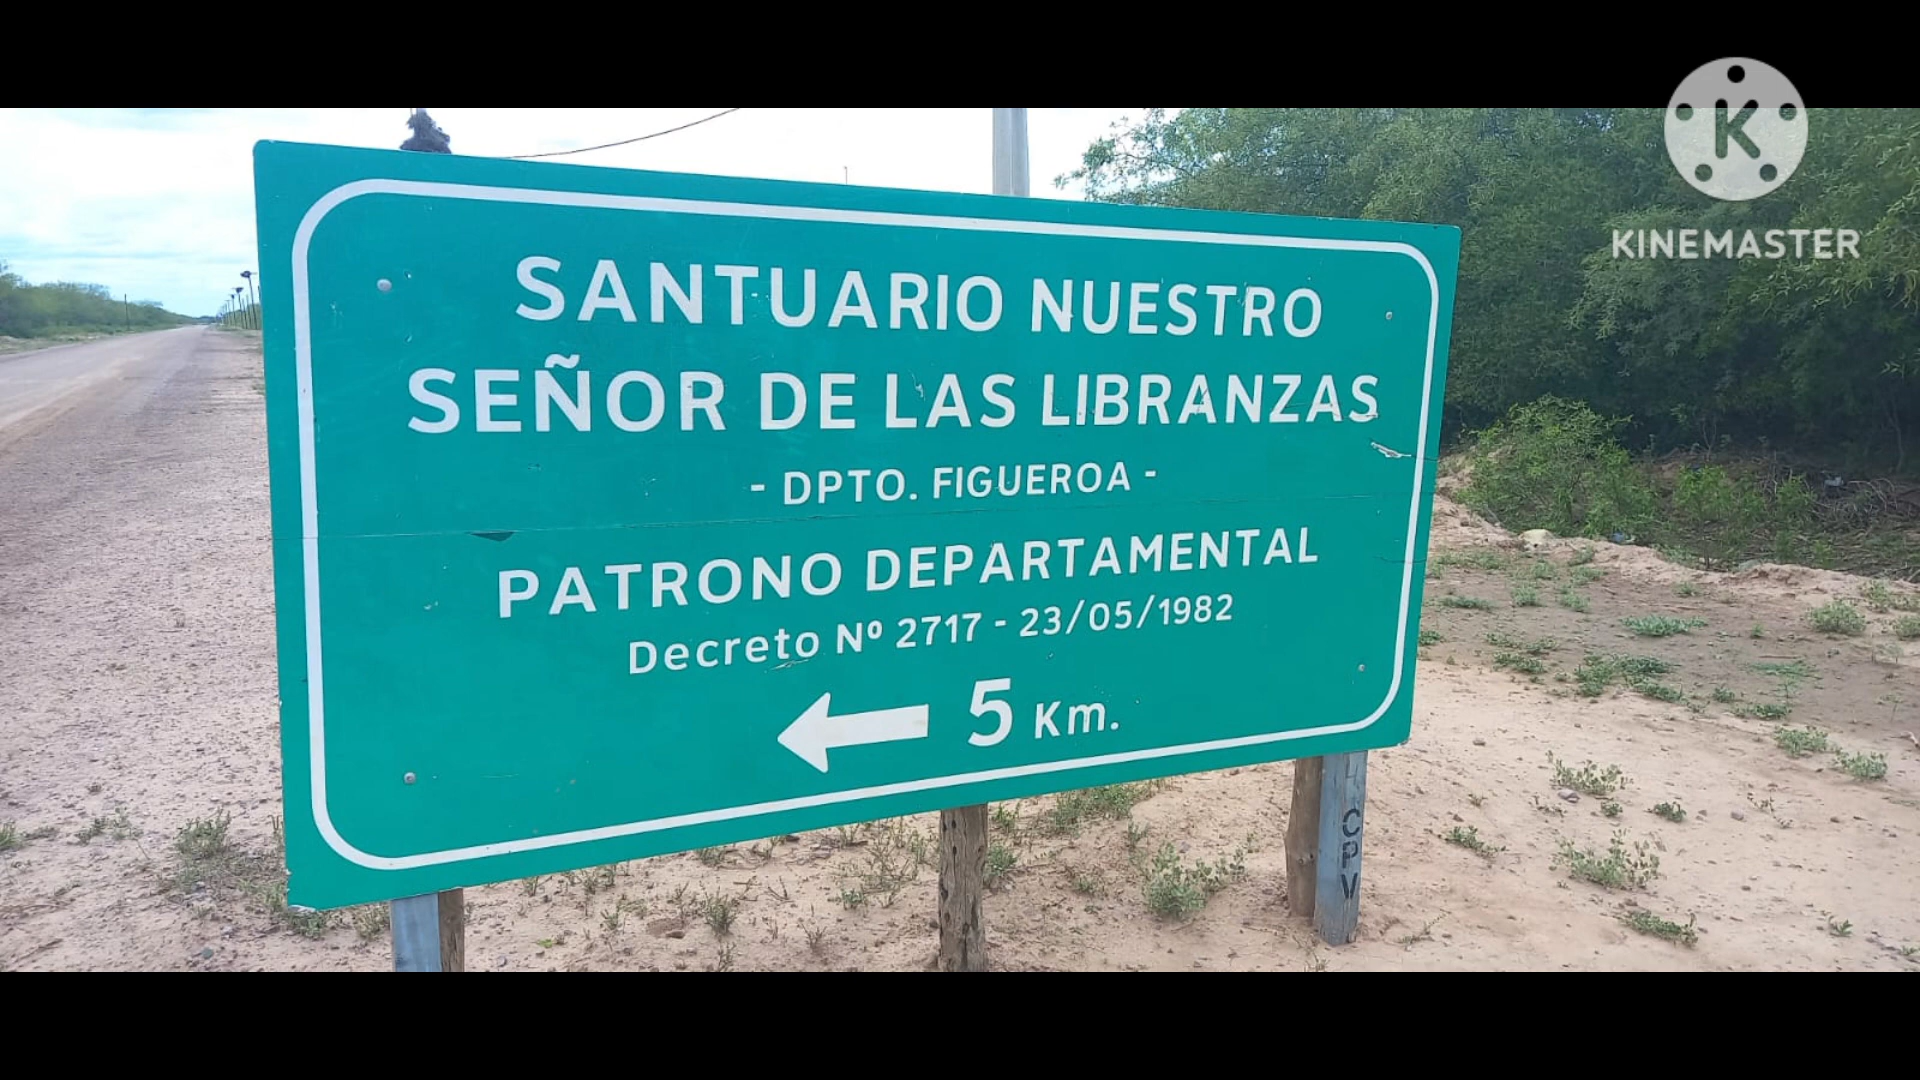 K
KINEMASTER
SANTUARIO NUESTRO
SEÑOR DE LAS LIBRANZAS
- DPTO. FIGUEROA -
PATRONO DEPARTAMENTAL
Decreto Nº 2717 - 23/05/1982
5 Km.
CPV